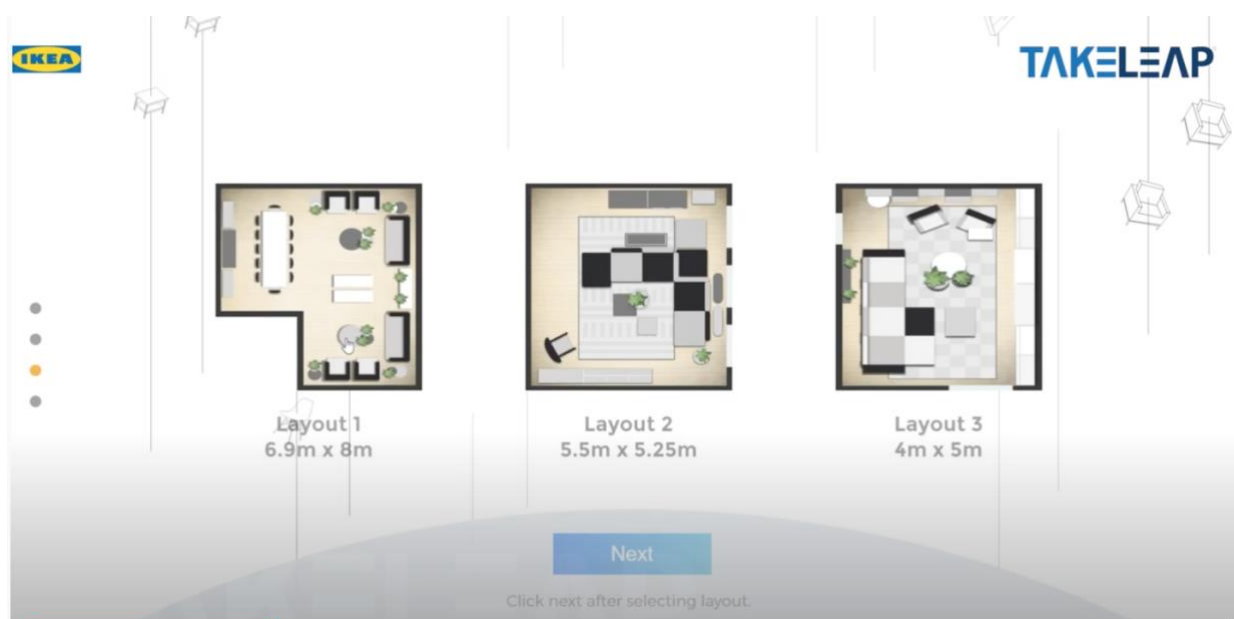 IKEA
TAKELEAP
Layout 1
6.9m x 8m
Layout 2
5.5m x 5.25m
Layout 3
4m x 5m
Next
Click next after selecting layout.